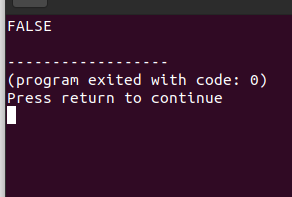 FALSE
------------------
(program exited with code: 0)
Press return to continue